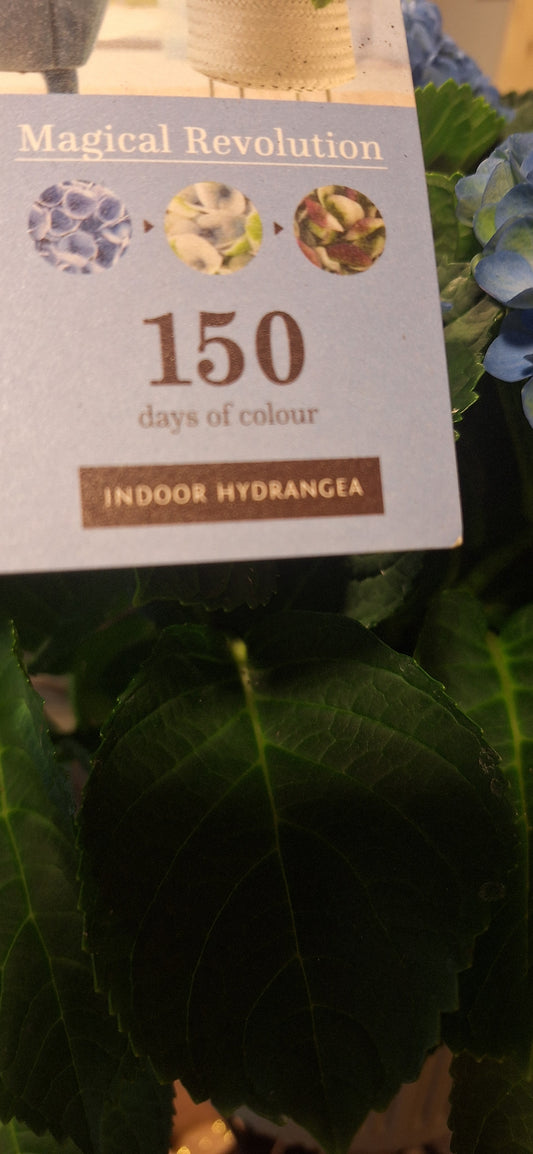 Magical Revolution
150
days of colour
INDOOR HYDRANGEA